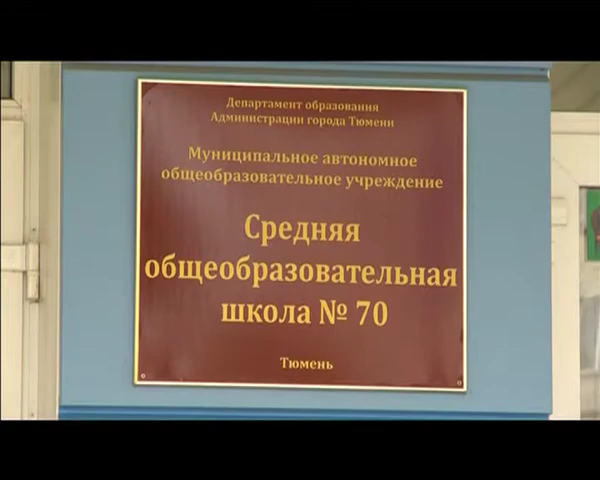 Департамент образования
Администрации города Тюмени
Муниципальное автономное
общеобразовательное учреждение
Средняя
общеобразовательная
школа № 70
Тюмень